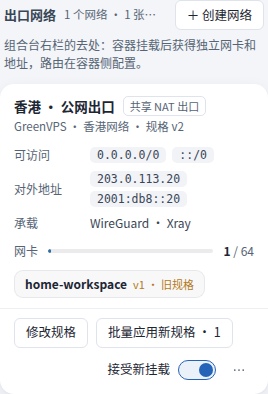 出口网络 1 个网络 · 1 张…
＋ 创建网络
组合台右栏的去处：容器挂载后获得独立网卡和
地址，路由在容器侧配置。
香港 · 公网出口 共享 NAT 出口
GreenVPS · 香港网络 · 规格 v2
可访问 0.0.0.0/0 ::/0
对外地址 203.0.113.20
2001:db8::20
承载 WireGuard · Xray
网卡 1 / 64
home-workspace v1 · 旧规格
修改规格 批量应用新规格 · 1
接受新挂载 …